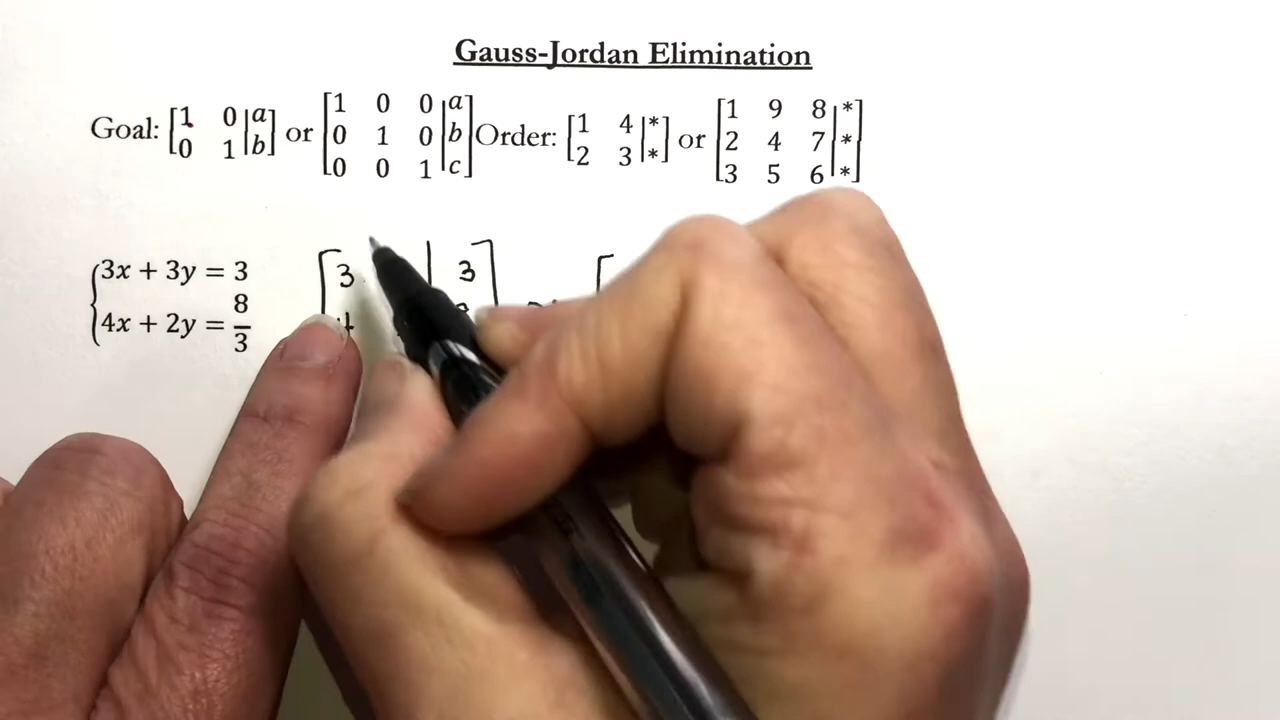 Gauss-Jordan Elimination
Goal: [1 0 | a] or [1 0 0 | a] Order: [1 4 | *] or [1 9 8 | *]
[0 1 | b] [0 1 0 | b] [2 3 | *] [2 4 7 | *]
[0 0 1 | c] [3 5 6 | *]
{3x + 3y = 3
4x + 2y = 8/3
[3 | 3] [
4